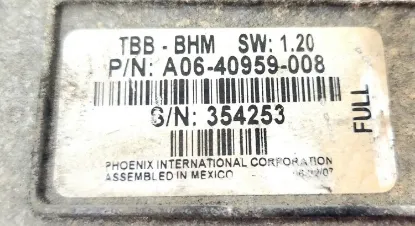 TBB - BHM SW: 1.20
P/N: A06-40959-008
S/N: 354253
FULL
PHOENIX INTERNATIONAL CORPORATION
ASSEMBLED IN MEXICO